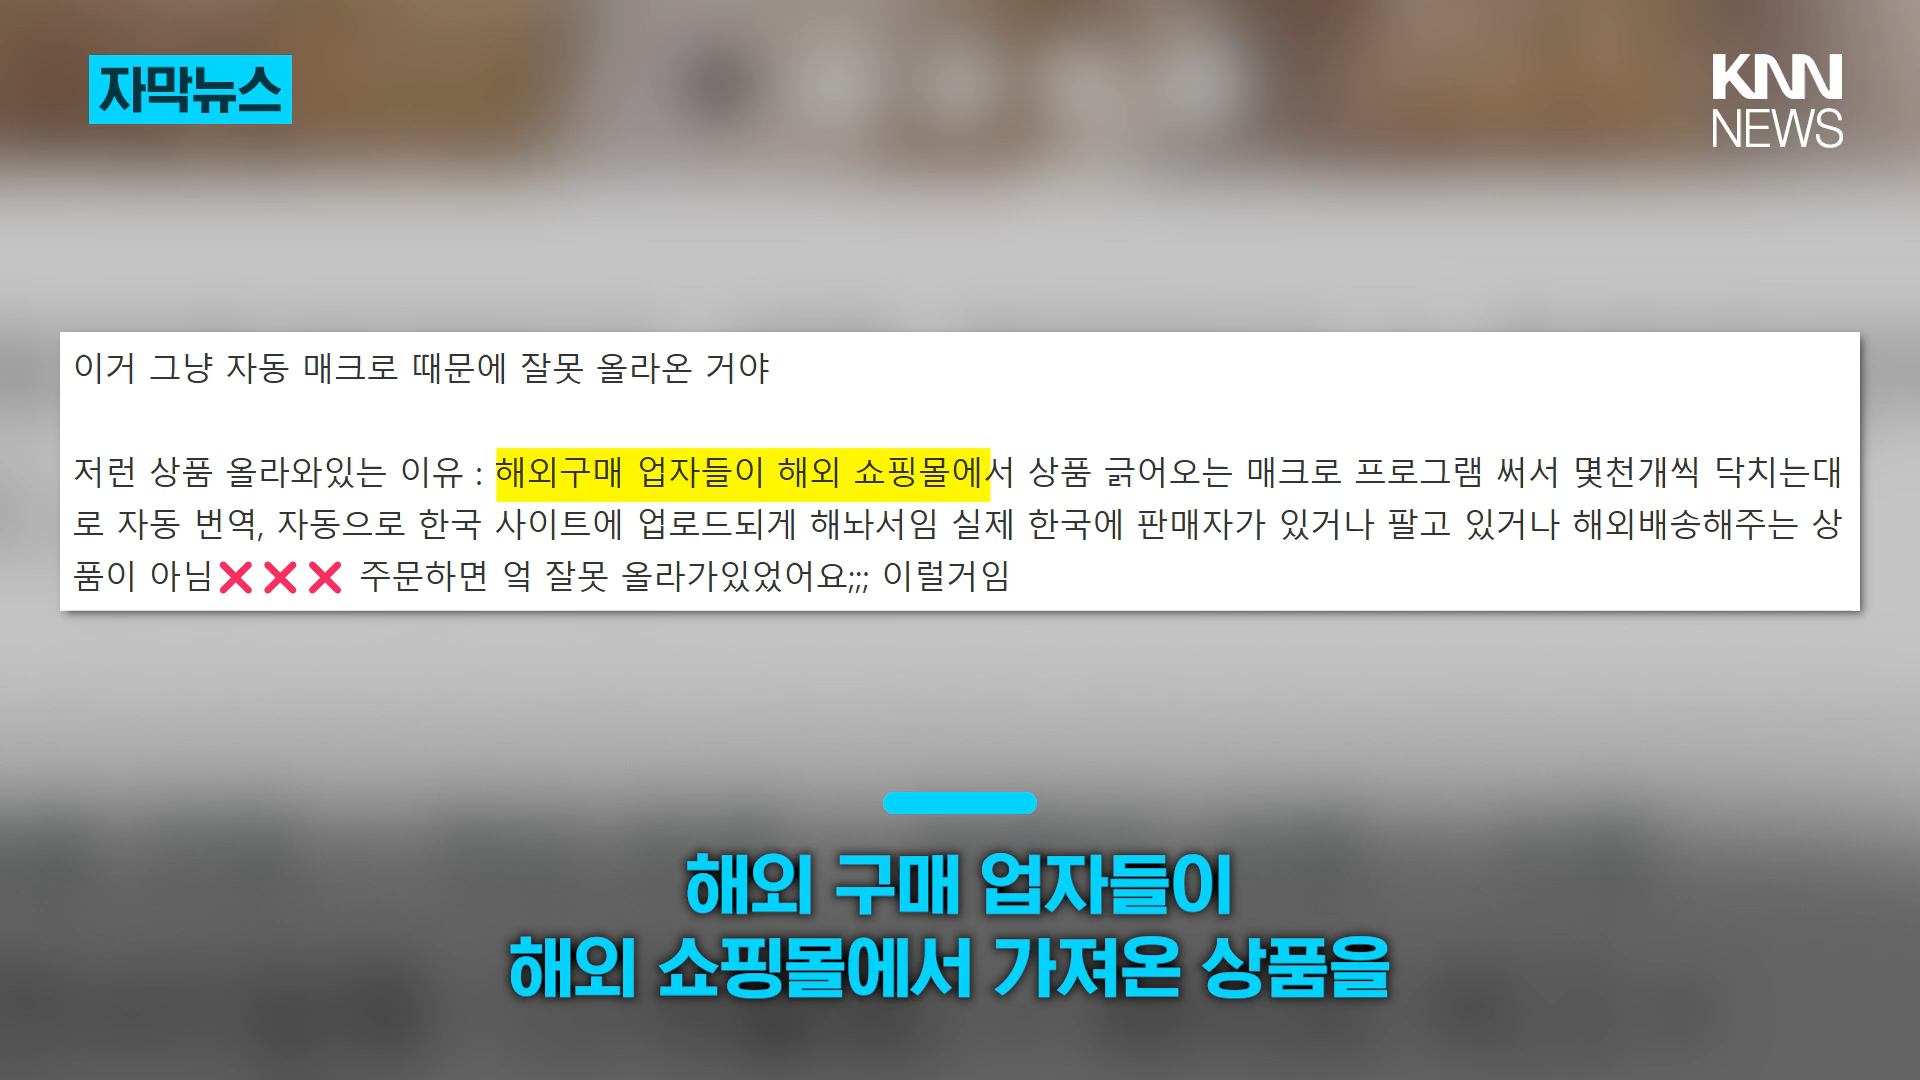 자막뉴스
KNN
NEWS
이거 그냥 자동 매크로 때문에 잘못 올라온 거야
저런 상품 올라와있는 이유 : 해외구매 업자들이 해외 쇼핑몰에서 상품 긁어오는 매크로 프로그램 써서 몇천개씩 닥치는대
로 자동 번역, 자동으로 한국 사이트에 업로드되게 해놔서임 실제 한국에 판매자가 있거나 팔고 있거나 해외배송해주는 상
품이 아님❌❌❌ 주문하면 엌 잘못 올라가있었어요;;; 이럴거임
해외 구매 업자들이
해외 쇼핑몰에서 가져온 상품을